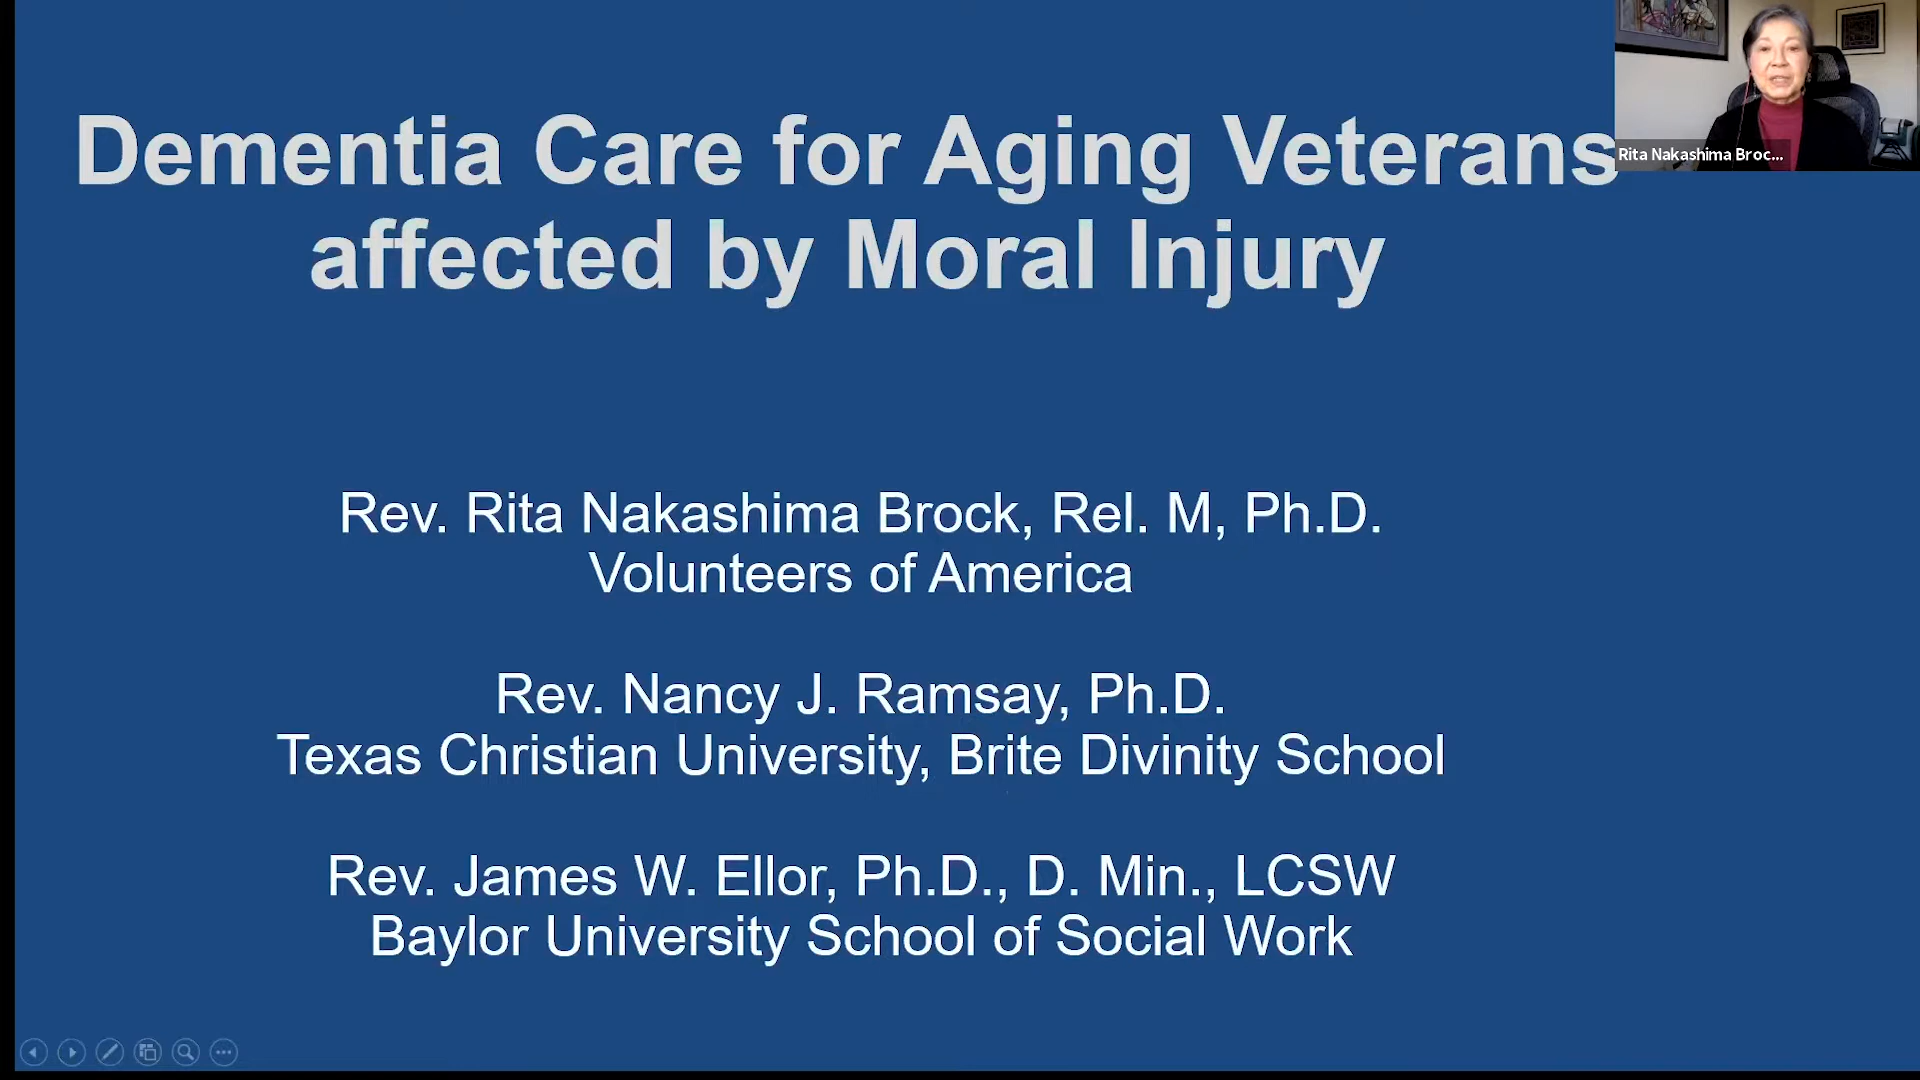 Dementia Care for Aging Veterans
affected by Moral Injury
Rita Nakashima Broc...
Rev. Rita Nakashima Brock, Rel. M, Ph.D.
Volunteers of America
Rev. Nancy J. Ramsay, Ph.D.
Texas Christian University, Brite Divinity School
Rev. James W. Ellor, Ph.D., D. Min., LCSW
Baylor University School of Social Work